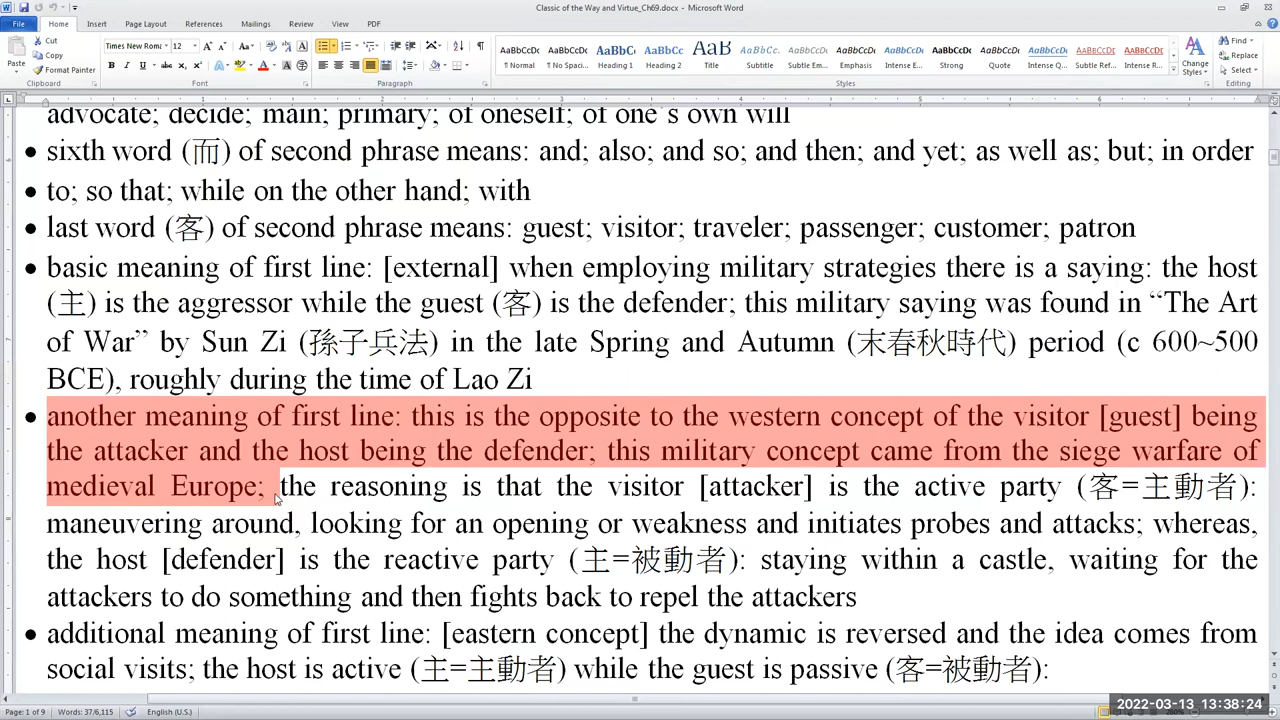 Classic of the Way and Virtue_Ch69.docx - Microsoft Word
File Home Insert Page Layout References Mailings Review View PDF
Cut
Copy
Format Painter
Paste
Clipboard
Times New Roma 12
Font
Paragraph
AaBbCcDc AaBbCcDc AaBbC AaBbCc AaB AaBbCcL AaBbCcDc AaBbCcDc AaBbCcDc AaBbCcDc AaBbCcDc AaBbCcDc AaBbCcDc
¶ Normal ¶ No Spaci... Heading 1 Heading 2 Title Subtitle Subtle Em... Emphasis Intense E... Strong Quote Intense Q... Subtle Ref... Intense R...
Change Styles
Styles
Find
Replace
Select
Editing
advocate; decide; main; primary; of oneself; of one's own will
• sixth word (而) of second phrase means: and; also; and so; and then; and yet; as well as; but; in order
• to; so that; while on the other hand; with
• last word (客) of second phrase means: guest; visitor; traveler; passenger; customer; patron
• basic meaning of first line: [external] when employing military strategies there is a saying: the host
(主) is the aggressor while the guest (客) is the defender; this military saying was found in “The Art
of War” by Sun Zi (孫子兵法) in the late Spring and Autumn (末春秋時代) period (c 600~500
BCE), roughly during the time of Lao Zi
• another meaning of first line: this is the opposite to the western concept of the visitor [guest] being
the attacker and the host being the defender; this military concept came from the siege warfare of
medieval Europe; the reasoning is that the visitor [attacker] is the active party (客=主動者):
maneuvering around, looking for an opening or weakness and initiates probes and attacks; whereas,
the host [defender] is the reactive party (主=被動者): staying within a castle, waiting for the
attackers to do something and then fights back to repel the attackers
• additional meaning of first line: [eastern concept] the dynamic is reversed and the idea comes from
social visits; the host is active (主=主動者) while the guest is passive (客=被動者):
Page: 1 of 9 Words: 37/6,115 English (U.S.)
2022-03-13 13:38:24